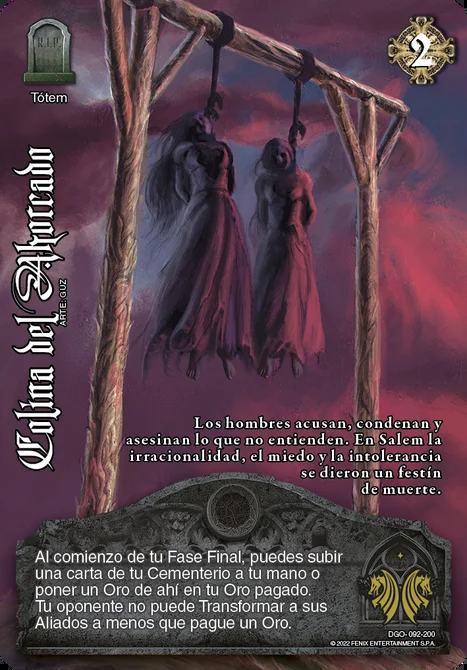 R.I.P.
2
Tótem
Colina del Ahorcado
ARTE: GUZ
Los hombres acusan, condenan y
asesinan lo que no entienden. En Salem la
irracionalidad, el miedo y la intolerancia
se dieron un festín
de muerte.
Al comienzo de tu Fase Final, puedes subir
una carta de tu Cementerio a tu mano o
poner un Oro de ahí en tu Oro pagado.
Tu oponente no puede Transformar a sus
Aliados a menos que pague un Oro.
DGO- 092-200
© 2022 FENIX ENTERTAINMENT S.P.A.